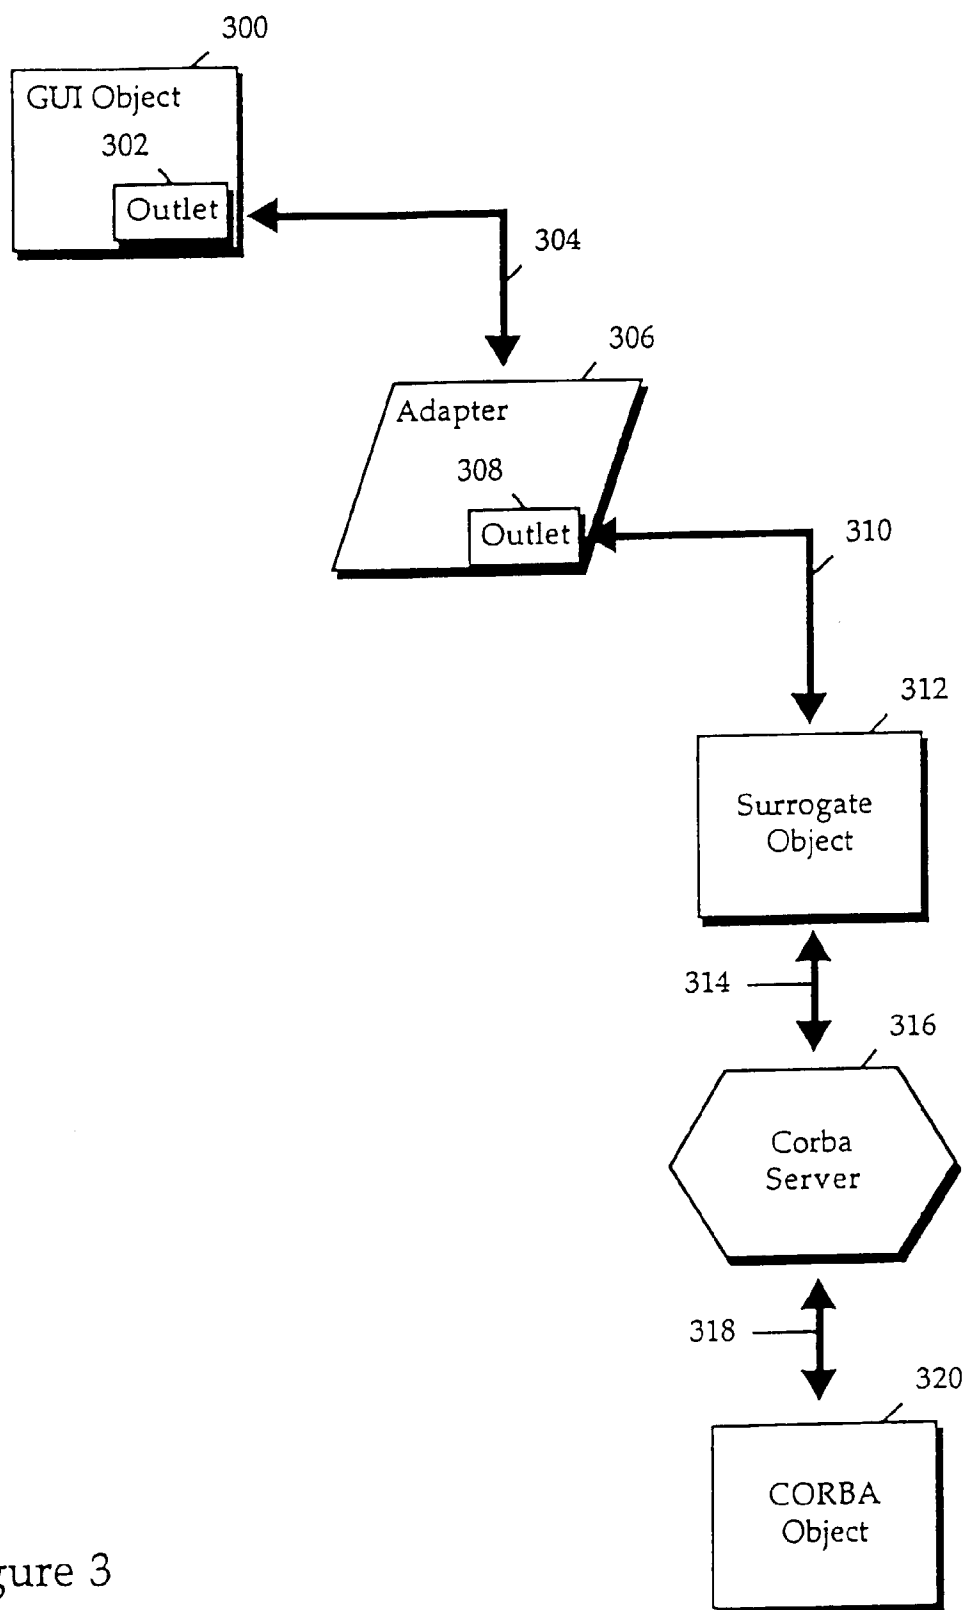 300
GUI Object
302
Outlet
304
306
Adapter
308
Outlet
310
312
Surrogate
Object
314
316
Corba
Server
318
320
CORBA
Object
gure 3